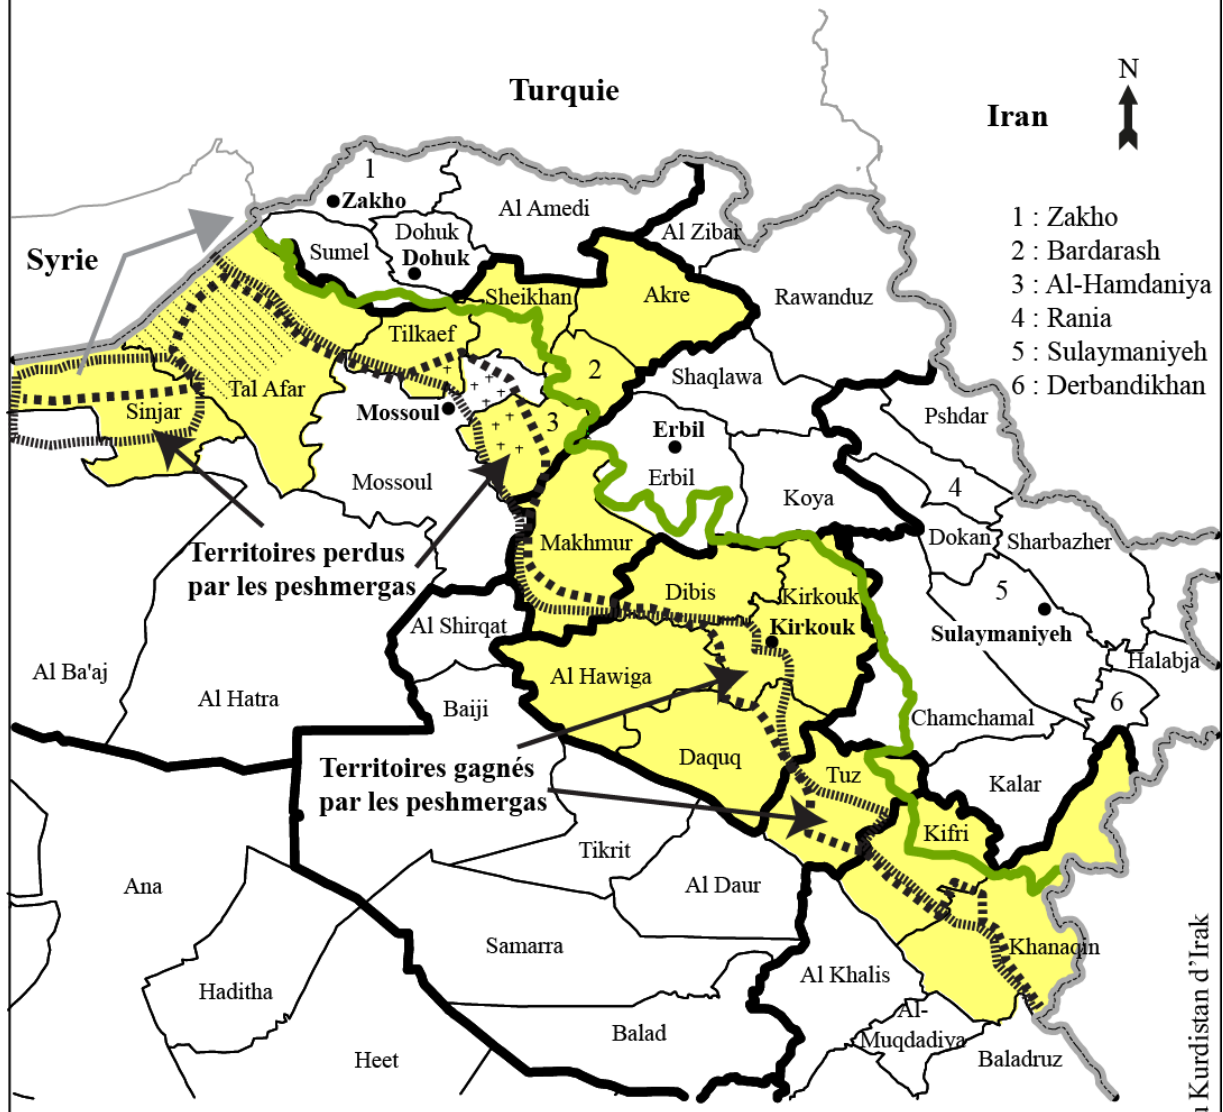 Turquie
N
Iran
1
Zakho
Al Amedi
1 : Zakho
Al Zibar
Dohuk
Sumel
2 : Bardarash
Syrie
Dohuk
3 : Al-Hamdaniya
Sheikhan
Akre
Rawanduz
4 : Rania
Tilkaef
5 : Sulaymaniyeh
2
Shaqlawa
6 : Derbandikhan
Tal Afar
Sinjar
Mossoul
3
Pshdar
Erbil
Erbil
Mossoul
4
Koya
Makhmur
Dokan
Sharbazher
Territoires perdus
par les peshmergas
Dibis
Kirkouk
5
Al Shirqat
Kirkouk
Sulaymaniyeh
Halabja
Al Ba'aj
Al Hawiga
Al Hatra
Baiji
6
Chamchamal
Daquq
Territoires gagnés
par les peshmergas
Tuz
Kalar
Kifri
Tikrit
Ana
Al Daur
Samarra
Khanaqin
Al Khalis
Haditha
Al-
Muqdadiya
Balad
Heet
Baladruz
Kurdistan d'Irak